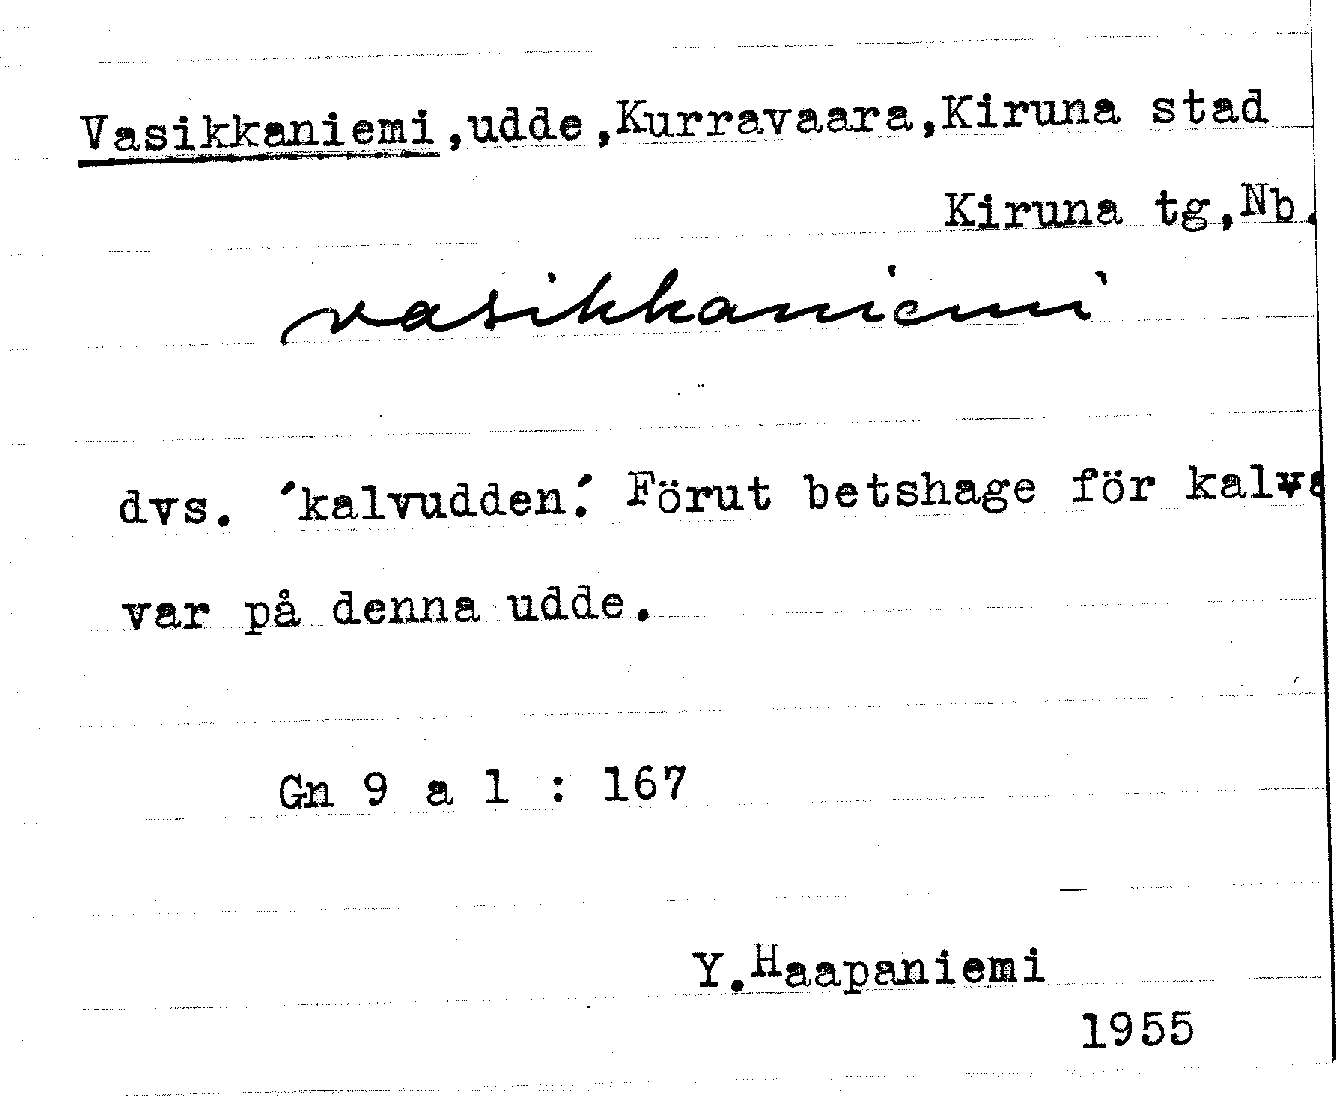 Vasikkaniemi,udde,Kurravaara,Kiruna stad
Kiruna tg,Nb.
vasikkaniemi
dvs. 'kalvudden'. Förut betshage för kalva
var på denna udde.
Gn 9 a 1 : 167
Y.Haapaniemi
1955